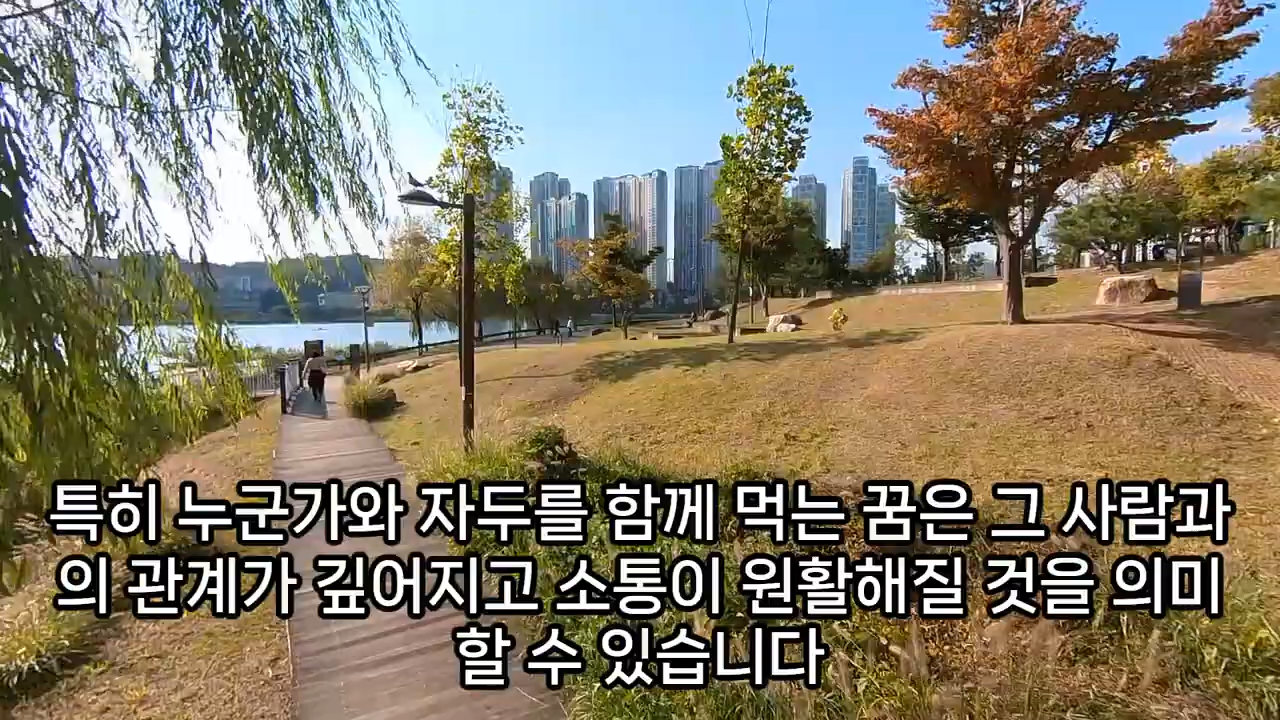 특히 누군가와 자두를 함께 먹는 꿈은 그 사람과
의 관계가 깊어지고 소통이 원활해질 것을 의미
할 수 있습니다